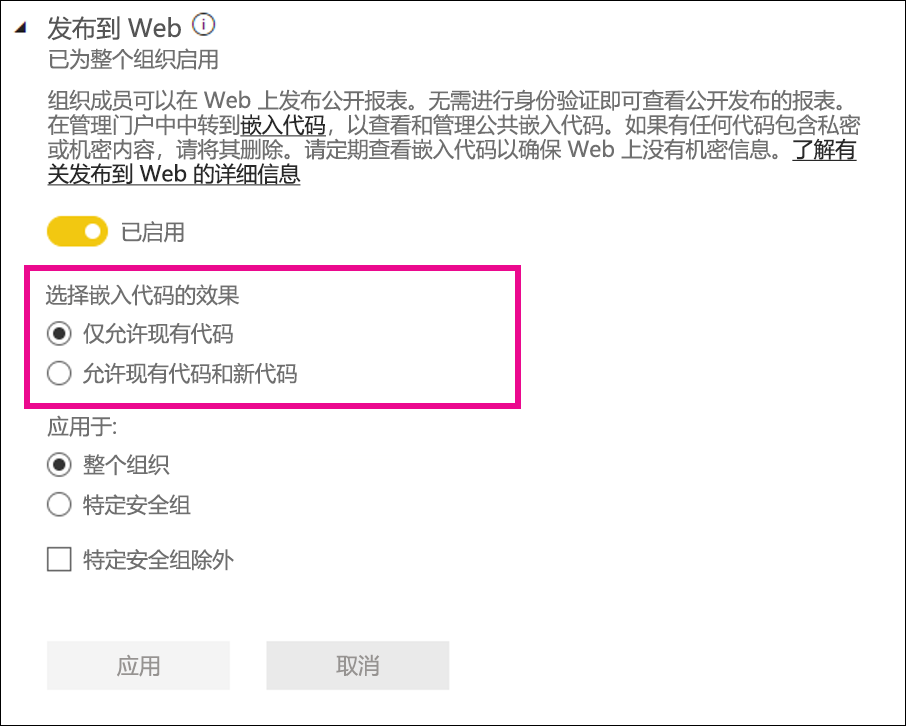 发布到 Web
已为整个组织启用
组织成员可以在 Web 上发布公开报表。无需进行身份验证即可查看公开发布的报表。
在管理门户中中转到嵌入代码，以查看和管理公共嵌入代码。如果有任何代码包含私密
或机密内容，请将其删除。请定期查看嵌入代码以确保 Web 上没有机密信息。了解有
关发布到 Web 的详细信息
已启用
选择嵌入代码的效果
仅允许现有代码
允许现有代码和新代码
应用于:
整个组织
特定安全组
特定安全组除外
应用 取消